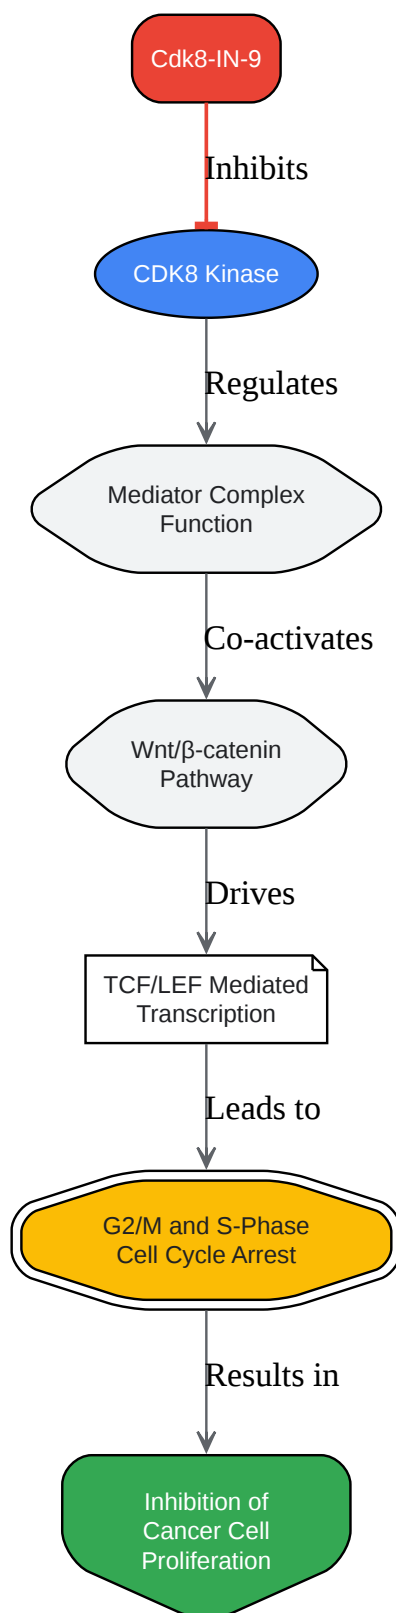 Cdk8-IN-9
Inhibits
CDK8 Kinase
Regulates
Mediator Complex
Function
Co-activates
Wnt/β-catenin
Pathway
Drives
TCF/LEF Mediated
Transcription
Leads to
G2/M and S-Phase
Cell Cycle Arrest
Results in
Inhibition of
Cancer Cell
Proliferation